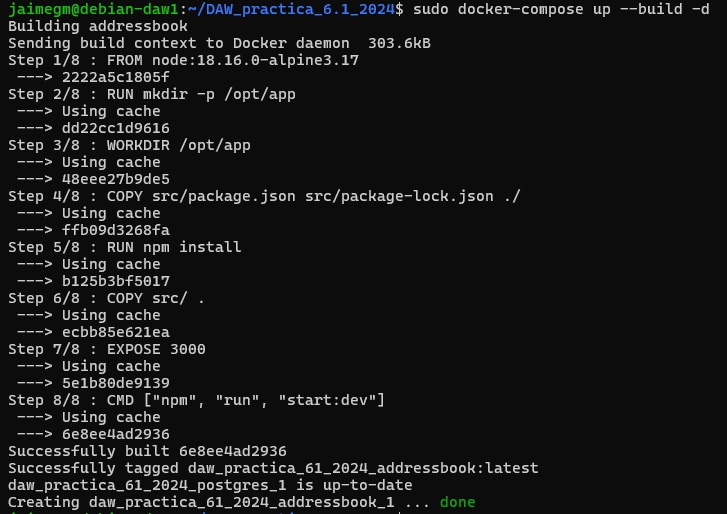 jaimegm@debian-daw1:~/DAW_practica_6.1_2024$ sudo docker-compose up --build -d
Building addressbook
Sending build context to Docker daemon  303.6kB
Step 1/8 : FROM node:18.16.0-alpine3.17
 ---> 2222a5c1805f
Step 2/8 : RUN mkdir -p /opt/app
 ---> Using cache
 ---> dd22cc1d9616
Step 3/8 : WORKDIR /opt/app
 ---> Using cache
 ---> 48eee27b9de5
Step 4/8 : COPY src/package.json src/package-lock.json ./
 ---> Using cache
 ---> ffb09d3268fa
Step 5/8 : RUN npm install
 ---> Using cache
 ---> b125b3bf5017
Step 6/8 : COPY src/ .
 ---> Using cache
 ---> ecbb85e621ea
Step 7/8 : EXPOSE 3000
 ---> Using cache
 ---> 5e1b80de9139
Step 8/8 : CMD ["npm", "run", "start:dev"]
 ---> Using cache
 ---> 6e8ee4ad2936
Successfully built 6e8ee4ad2936
Successfully tagged daw_practica_61_2024_addressbook:latest
daw_practica_61_2024_postgres_1 is up-to-date
Creating daw_practica_61_2024_addressbook_1 ... done